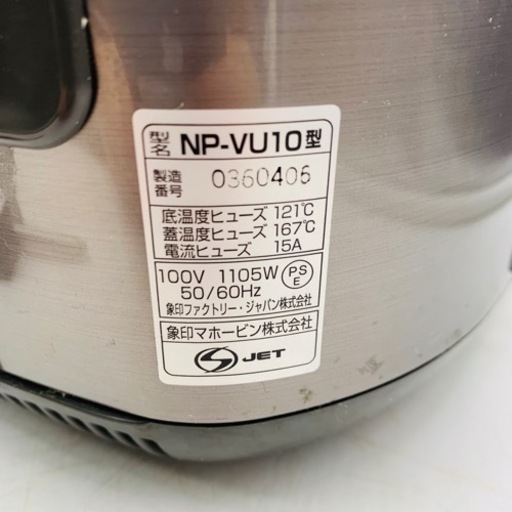 型名 NP-VU10型
製造番号 0360406
底温度ヒューズ 121℃
蓋温度ヒューズ 167℃
電流ヒューズ 15A
100V 1105W PSE
50/60Hz
象印ファクトリー・ジャパン株式会社
象印マホービン株式会社
S JET